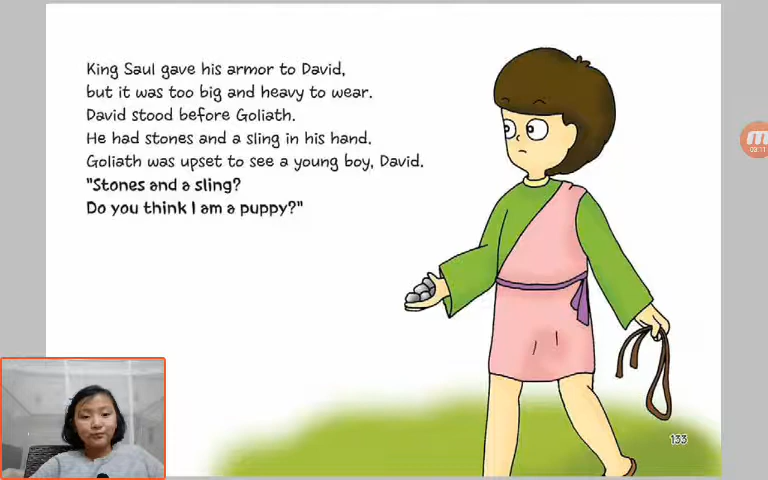 King Saul gave his armor to David,
but it was too big and heavy to wear.
David stood before Goliath.
He had stones and a sling in his hand.
Goliath was upset to see a young boy, David.
"Stones and a sling?
Do you think I am a puppy?"
133
09:11